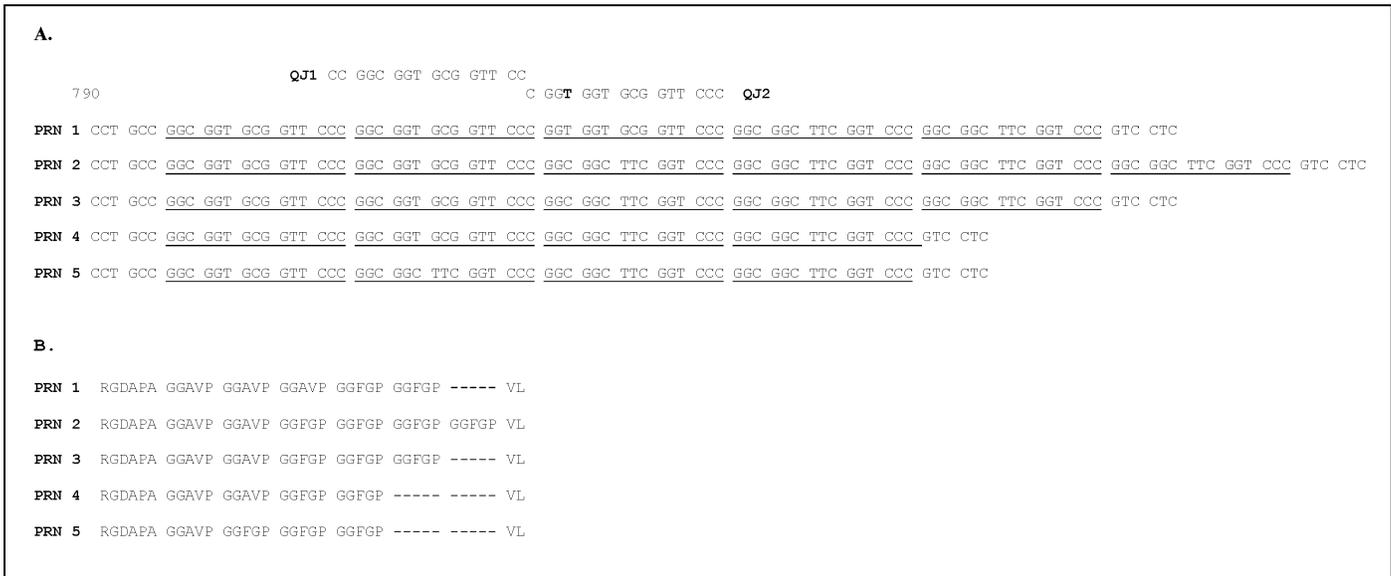 A.
QJ1 CC GGC GGT GCG GTT CC
790 C GGT GGT GCG GTT CCC QJ2
PRN 1 CCT GCC GGC GGT GCG GTT CCC GGC GGT GCG GTT CCC GGT GGT GCG GTT CCC GGC GGC TTC GGT CCC GGC GGC TTC GGT CCC GTC CTC
PRN 2 CCT GCC GGC GGT GCG GTT CCC GGC GGT GCG GTT CCC GGC GGC TTC GGT CCC GGC GGC TTC GGT CCC GGC GGC TTC GGT CCC GGC GGC TTC GGT CCC GTC CTC
PRN 3 CCT GCC GGC GGT GCG GTT CCC GGC GGT GCG GTT CCC GGC GGC TTC GGT CCC GGC GGC TTC GGT CCC GGC GGC TTC GGT CCC GTC CTC
PRN 4 CCT GCC GGC GGT GCG GTT CCC GGC GGT GCG GTT CCC GGC GGC TTC GGT CCC GGC GGC TTC GGT CCC GTC CTC
PRN 5 CCT GCC GGC GGT GCG GTT CCC GGC GGC TTC GGT CCC GGC GGC TTC GGT CCC GGC GGC TTC GGT CCC GTC CTC
B.
PRN 1 RGDAPA GGAVP GGAVP GGAVP GGFGP GGFGP ----- VL
PRN 2 RGDAPA GGAVP GGAVP GGFGP GGFGP GGFGP GGFGP VL
PRN 3 RGDAPA GGAVP GGAVP GGFGP GGFGP GGFGP ----- VL
PRN 4 RGDAPA GGAVP GGAVP GGFGP GGFGP ----- ----- VL
PRN 5 RGDAPA GGAVP GGFGP GGFGP GGFGP ----- ----- VL